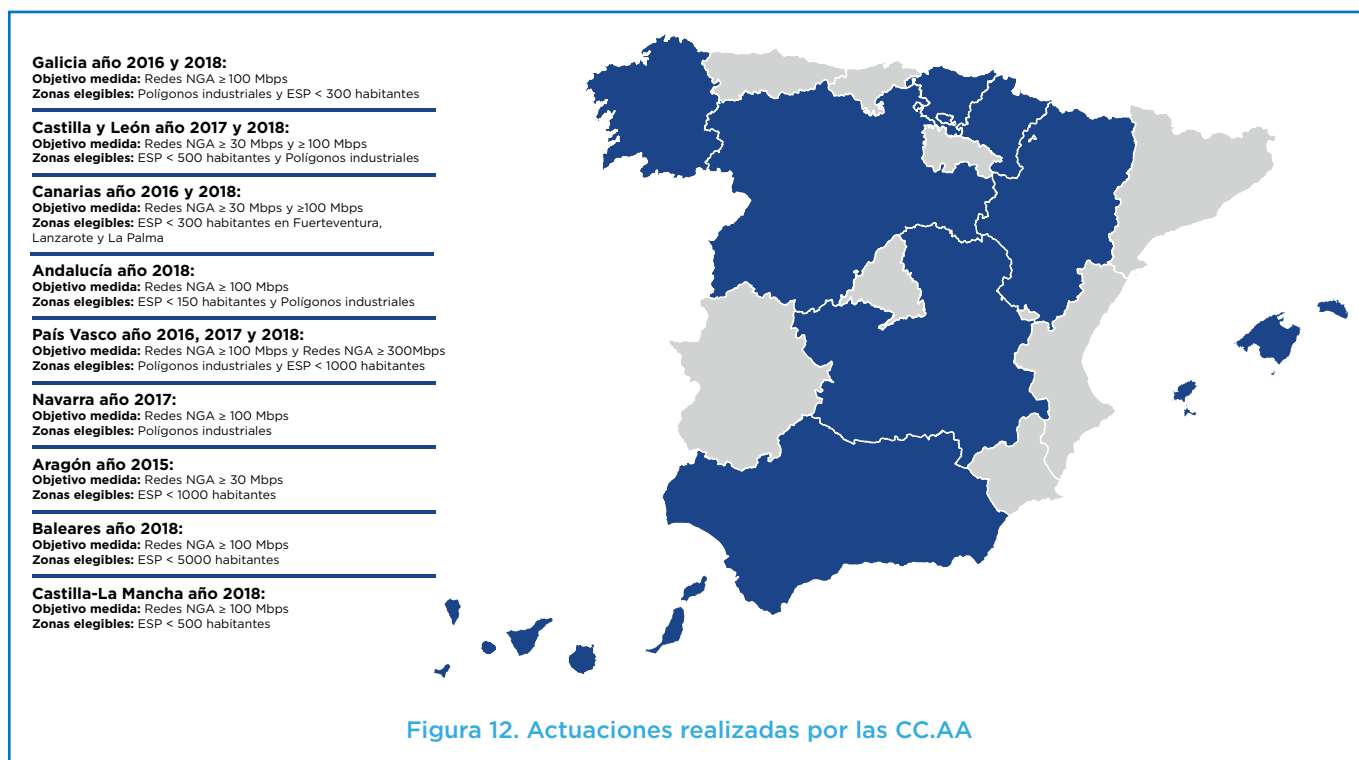 Galicia año 2016 y 2018:
Objetivo medida: Redes NGA ≥ 100 Mbps
Zonas elegibles: Polígonos industriales y ESP < 300 habitantes
Castilla y León año 2017 y 2018:
Objetivo medida: Redes NGA ≥ 30 Mbps y ≥ 100 Mbps
Zonas elegibles: ESP < 500 habitantes y Polígonos industriales
Canarias año 2016 y 2018:
Objetivo medida: Redes NGA ≥ 30 Mbps y ≥100 Mbps
Zonas elegibles: ESP < 300 habitantes en Fuerteventura,
Lanzarote y La Palma
Andalucía año 2018:
Objetivo medida: Redes NGA ≥ 100 Mbps
Zonas elegibles: ESP < 150 habitantes y Polígonos industriales
País Vasco año 2016, 2017 y 2018:
Objetivo medida: Redes NGA ≥ 100 Mbps y Redes NGA ≥ 300Mbps
Zonas elegibles: Polígonos industriales y ESP < 1000 habitantes
Navarra año 2017:
Objetivo medida: Redes NGA ≥ 100 Mbps
Zonas elegibles: Polígonos industriales
Aragón año 2015:
Objetivo medida: Redes NGA ≥ 30 Mbps
Zonas elegibles: ESP < 1000 habitantes
Baleares año 2018:
Objetivo medida: Redes NGA ≥ 100 Mbps
Zonas elegibles: ESP < 5000 habitantes
Castilla-La Mancha año 2018:
Objetivo medida: Redes NGA ≥ 100 Mbps
Zonas elegibles: ESP < 500 habitantes
Figura 12. Actuaciones realizadas por las CC.AA